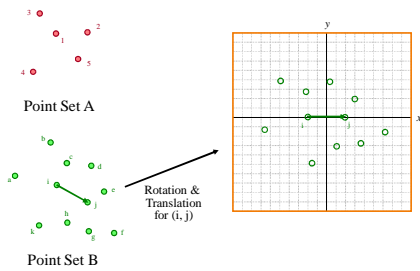 3
2
1
5
4
Point Set A
y
x
i
j
b
c
d
a
i
e
j
h
k
g
f
Rotation &
Translation
for (i, j)
Point Set B